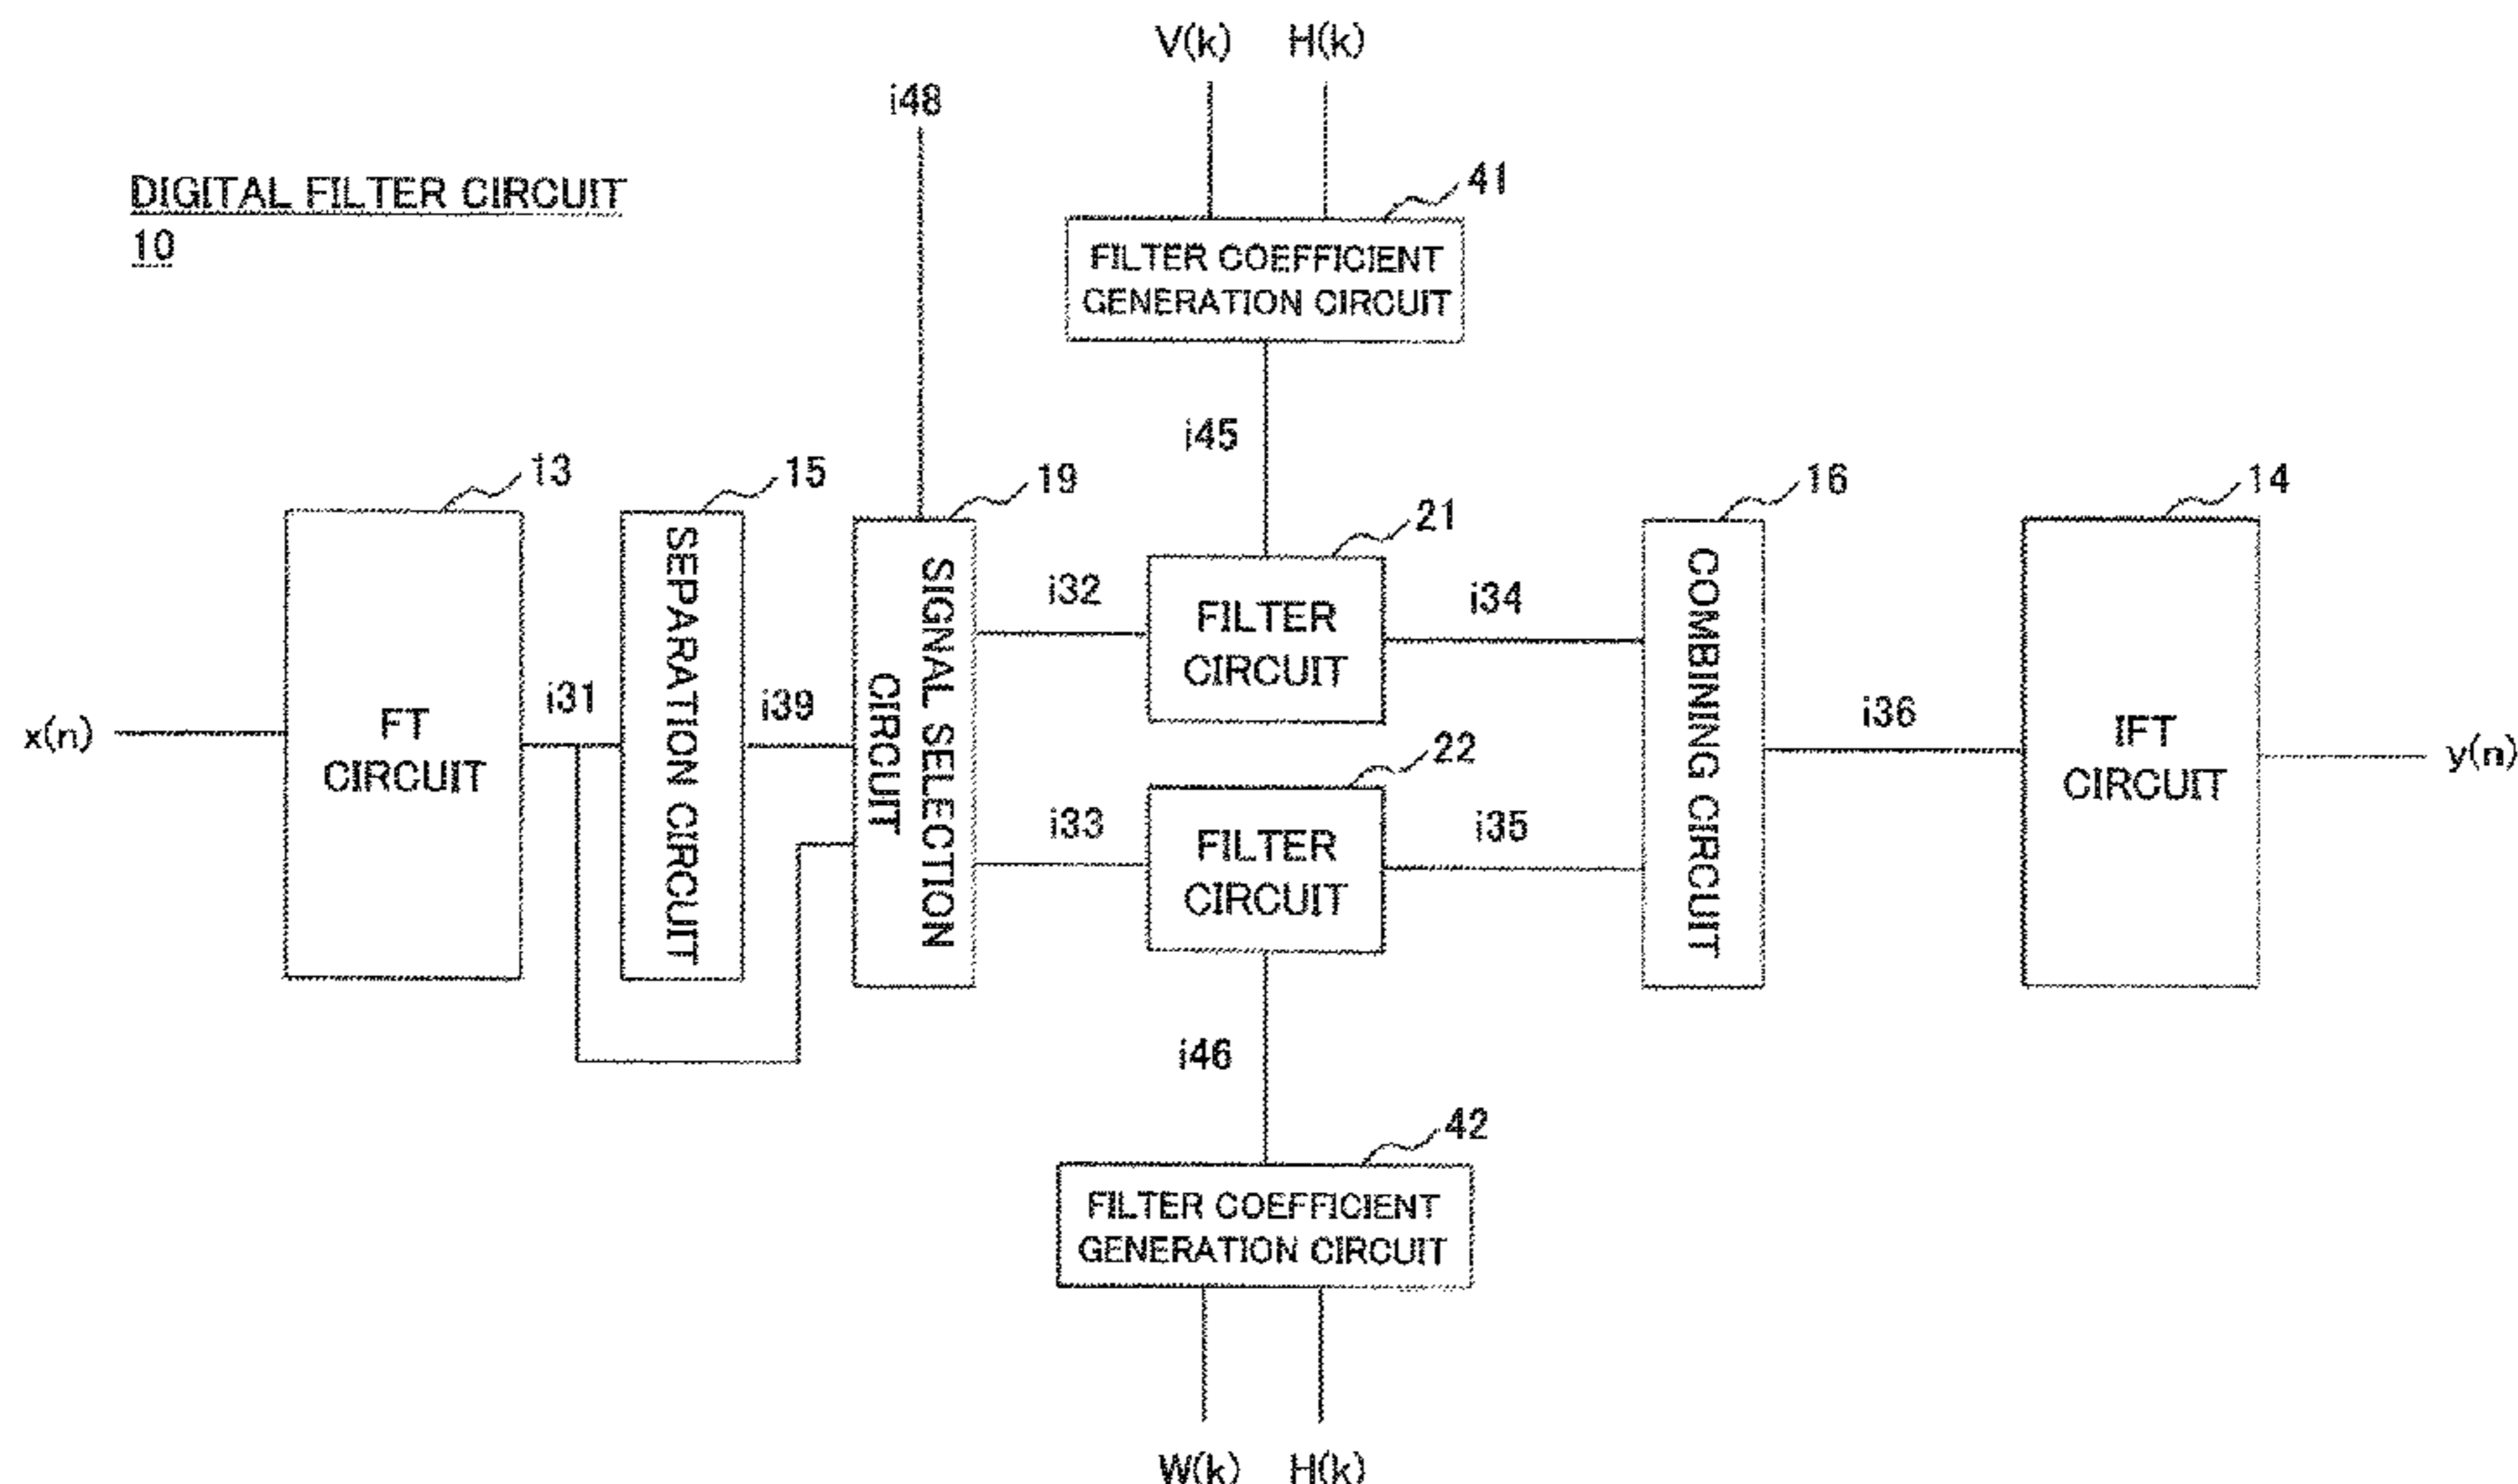 V(k) H(k)
i48
DIGITAL FILTER CIRCUIT
10
41
FILTER COEFFICIENT
GENERATION CIRCUIT
i45
13
15
19
21
16
14
x(n)
FT
CIRCUIT
i31
SEPARATION CIRCUIT
i39
SIGNAL SELECTION
CIRCUIT
i32
FILTER
CIRCUIT
i34
22
i33
FILTER
CIRCUIT
i35
COMBINING CIRCUIT
i36
IFT
CIRCUIT
y(n)
i46
42
FILTER COEFFICIENT
GENERATION CIRCUIT
W(k) H(k)